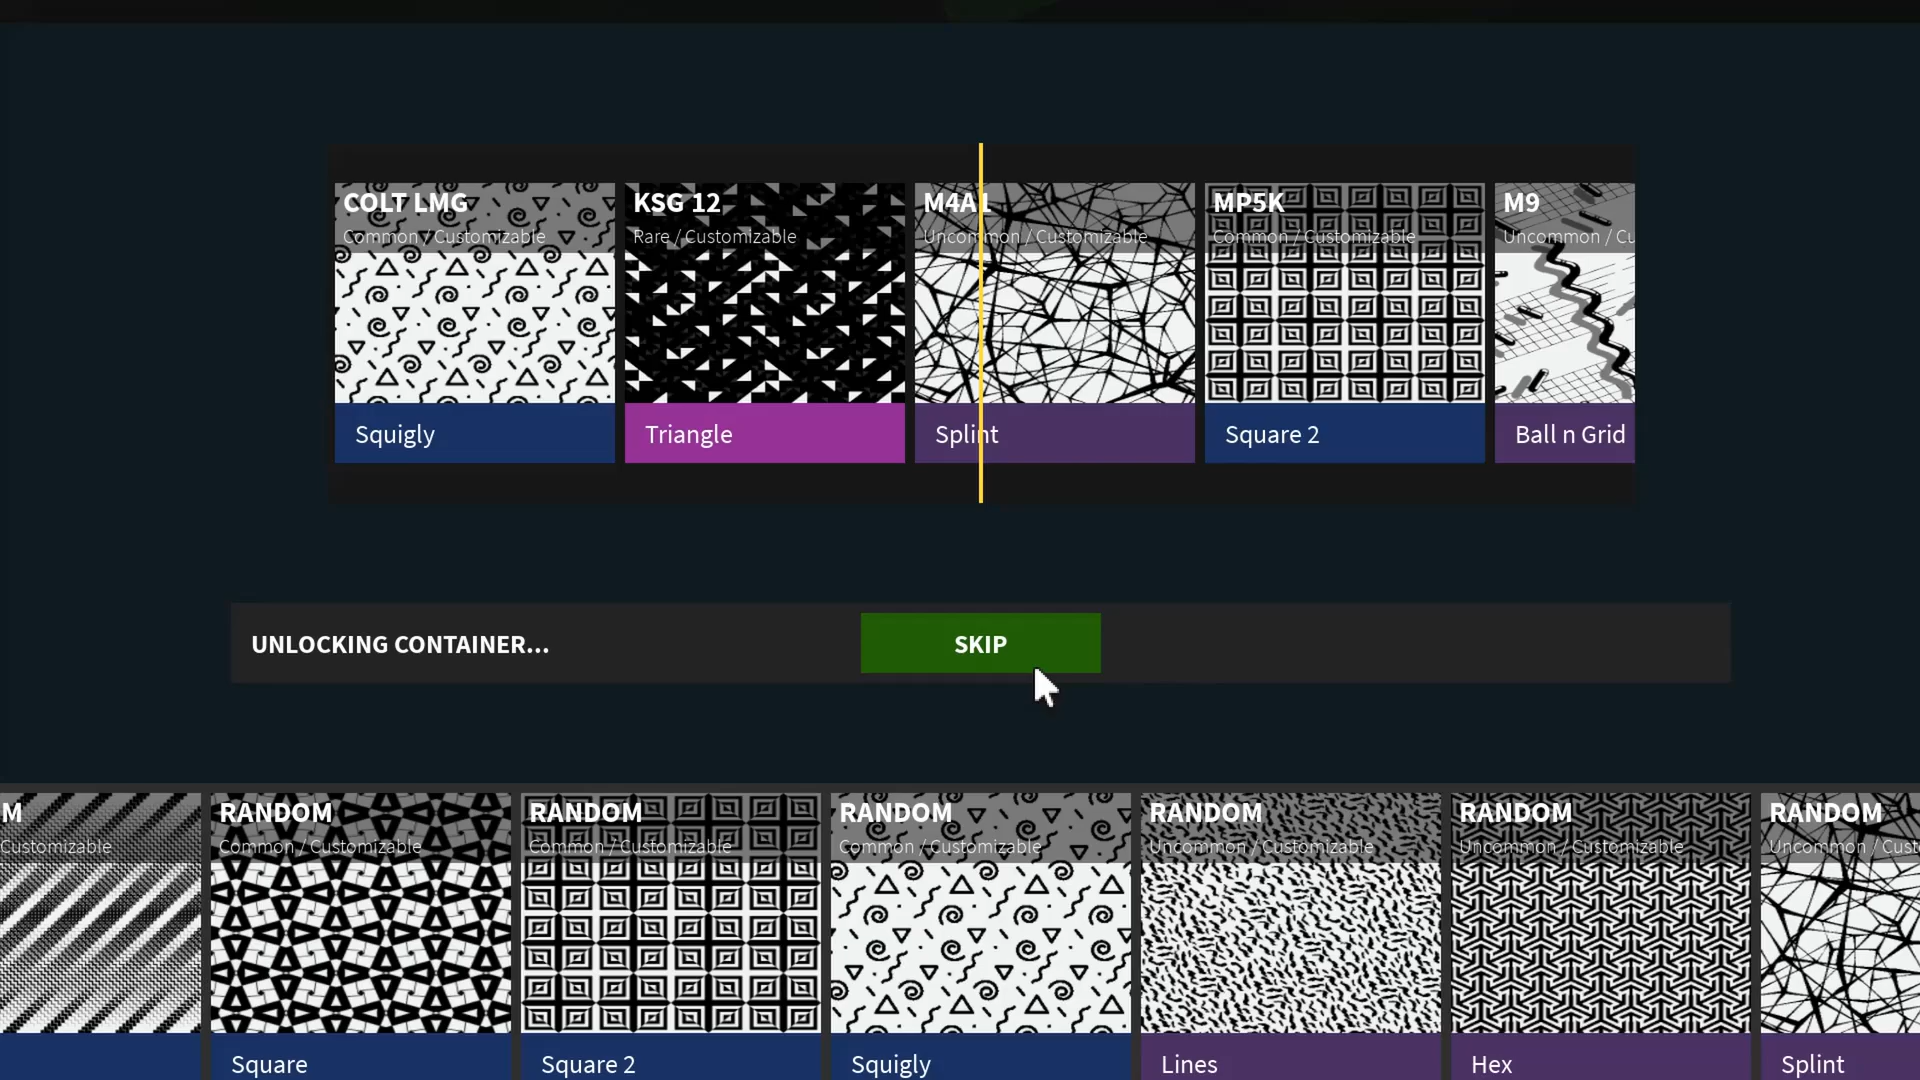 COLT LMG
Common / Customizable
Squigly
KSG 12
Rare / Customizable
Triangle
M4A1
Uncommon / Customizable
Splint
MP5K
Common / Customizable
Square 2
M9
Uncommon / Cu
Ball n Grid
UNLOCKING CONTAINER...
SKIP
M
Customizable
RANDOM
Common / Customizable
Square
RANDOM
Common / Customizable
Square 2
RANDOM
Common / Customizable
Squigly
RANDOM
Uncommon / Customizable
Lines
RANDOM
Uncommon / Customizable
Hex
RANDOM
Uncommon / Cust
Splint